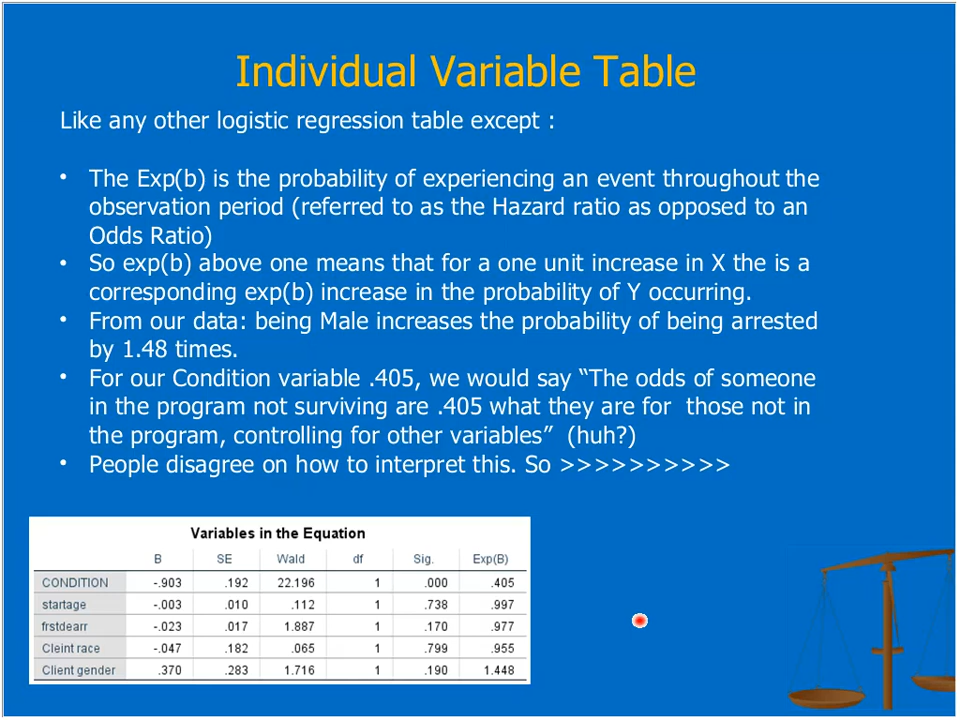 Individual Variable Table
Like any other logistic regression table except :
• The Exp(b) is the probability of experiencing an event throughout the
observation period (referred to as the Hazard ratio as opposed to an
Odds Ratio)
• So exp(b) above one means that for a one unit increase in X the is a
corresponding exp(b) increase in the probability of Y occurring.
• From our data: being Male increases the probability of being arrested
by 1.48 times.
• For our Condition variable .405, we would say “The odds of someone
in the program not surviving are .405 what they are for those not in
the program, controlling for other variables” (huh?)
• People disagree on how to interpret this. So >>>>>>>>>>
Variables in the Equation
B SE Wald df Sig. Exp(B)
CONDITION -.903 .192 22.196 1 .000 .405
startage -.003 .010 .112 1 .738 .997
frstdearr -.023 .017 1.887 1 .170 .977
Cleint race -.047 .182 .065 1 .799 .955
Client gender .370 .283 1.716 1 .190 1.448